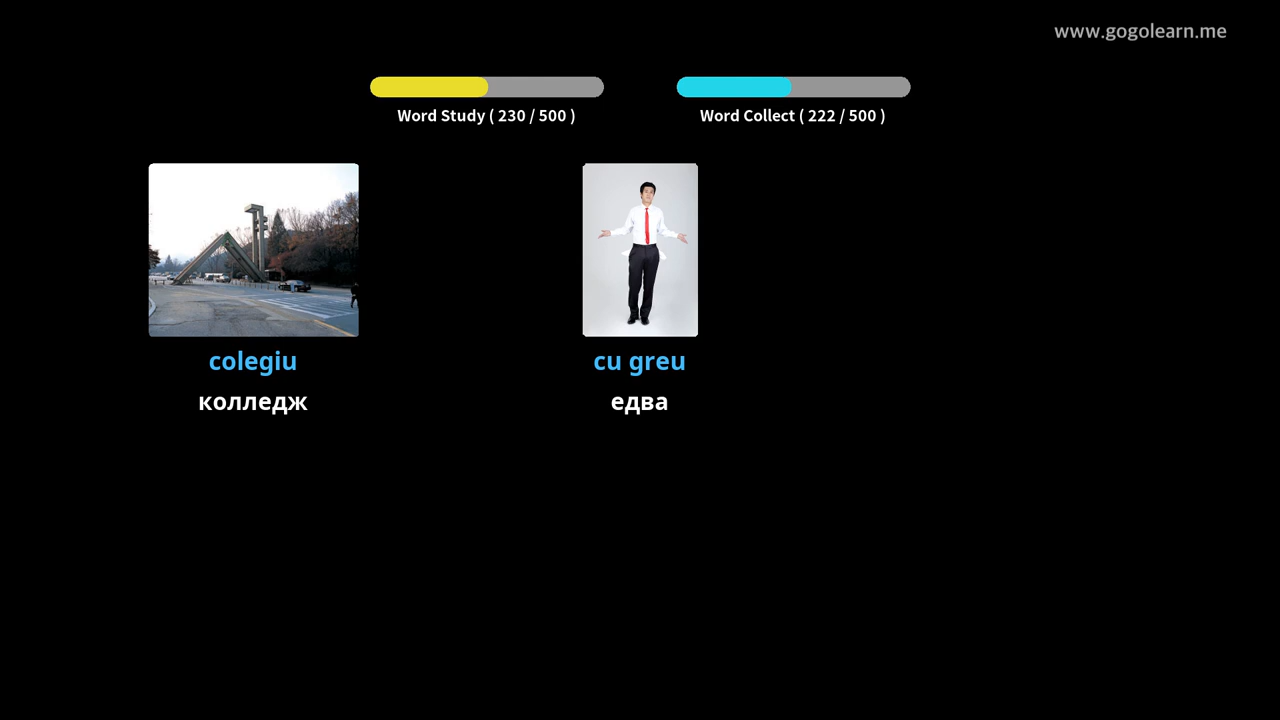 www.gogolearn.me
Word Study ( 230 / 500 )
Word Collect ( 222 / 500 )
colegiu
колледж
cu greu
едва